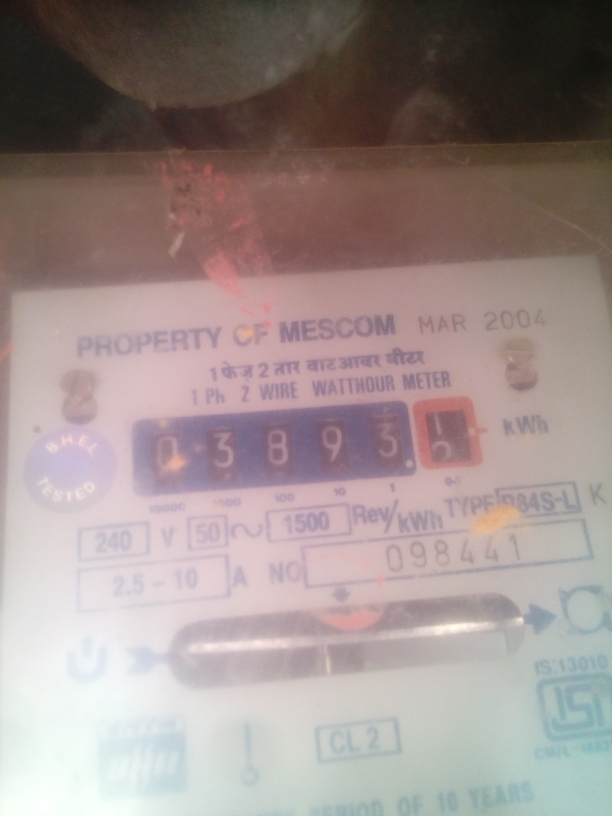 PROPERTY OF MESCOM MAR 2004
1 फेज़ 2 तार वाटआवर मीटर
1 Ph 2 WIRE WATTHOUR METER
0 3 8 9 3. kWh
10000 1000 100 10 1 0.1
B.H.E.L.
TESTED
240 V 50 ~ 1500 Rev/kWh TYPE B84S-L K
2.5 - 10 A NO 098441
IS:13010
ISI
CL 2
PERIOD OF 10 YEARS